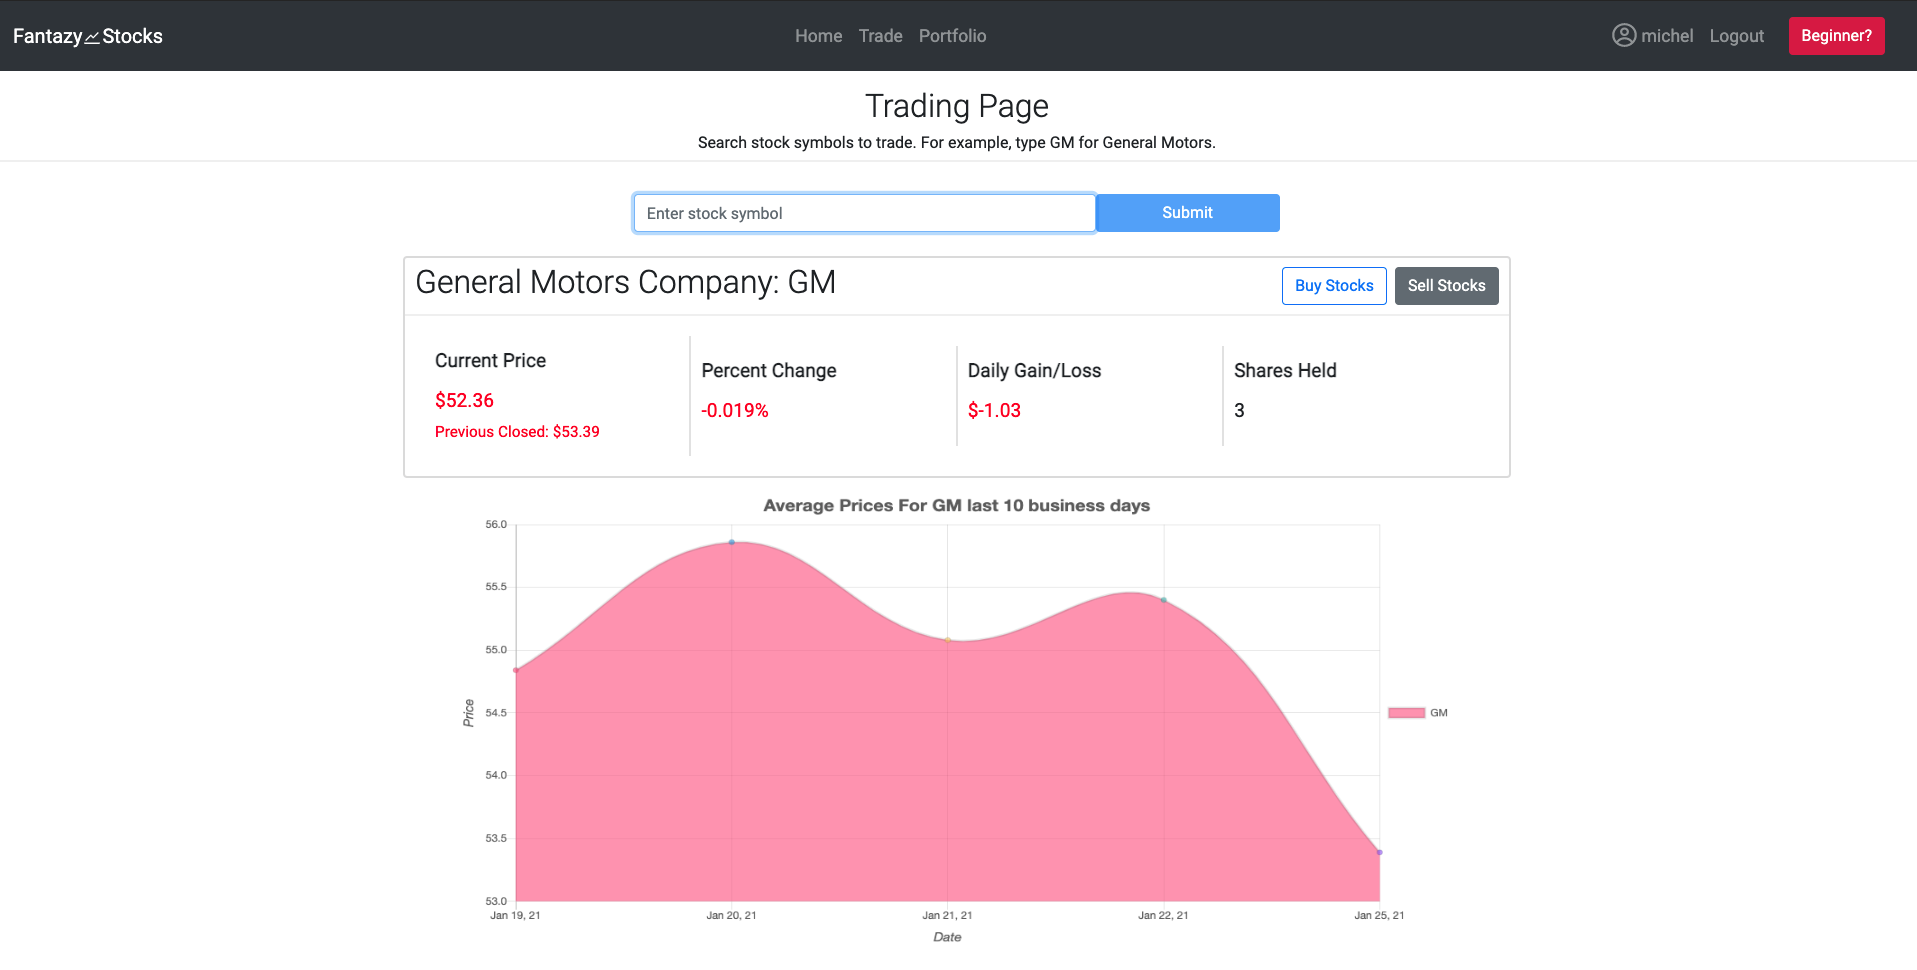 Fantazy Stocks
Home Trade Portfolio
michel Logout Beginner?
Trading Page
Search stock symbols to trade. For example, type GM for General Motors.
Enter stock symbol Submit
General Motors Company: GM
Buy Stocks Sell Stocks
Current Price
$52.36
Previous Closed: $53.39
Percent Change
-0.019%
Daily Gain/Loss
$-1.03
Shares Held
3
Average Prices For GM last 10 business days
56.0
55.5
55.0
54.5
54.0
53.5
53.0
Price
GM
Jan 19, 21 Jan 20, 21 Jan 21, 21 Jan 22, 21 Jan 25, 21
Date